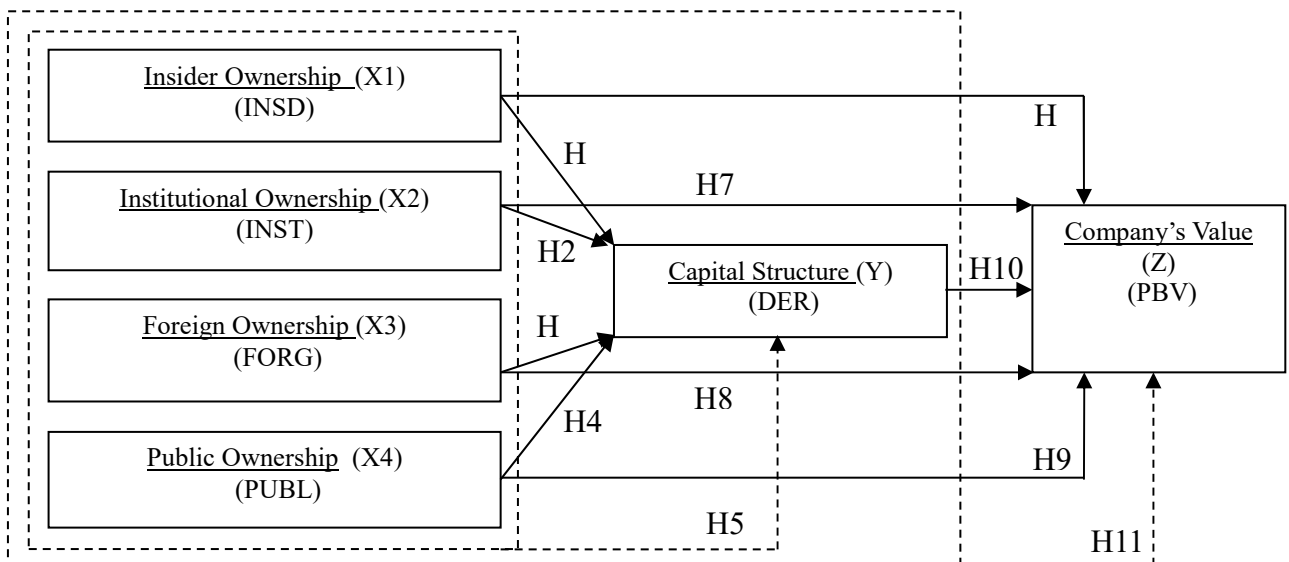 Insider Ownership (X1)
(INSD)
H
H
Institutional Ownership (X2)
(INST)
H7
H2
Company’s Value
(Z)
(PBV)
Capital Structure (Y)
(DER)
H10
Foreign Ownership (X3)
(FORG)
H
H8
H4
Public Ownership (X4)
(PUBL)
H9
H5
H11